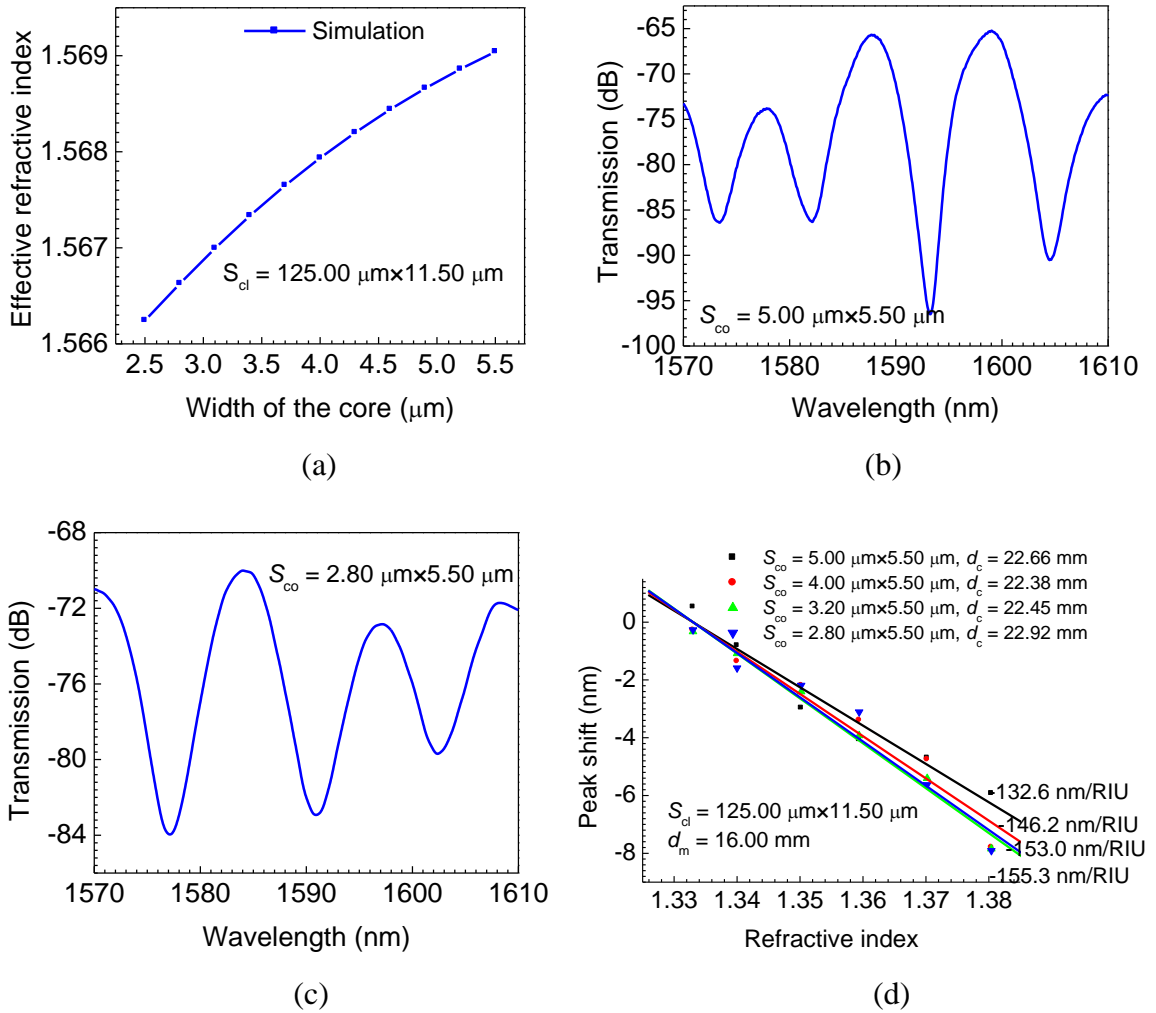 Simulation
1.569
1.568
1.567
1.566
Effective refractive index
S_cl = 125.00 μm×11.50 μm
2.5 3.0 3.5 4.0 4.5 5.0 5.5
Width of the core (μm)
(a)
-65
-70
-75
-80
-85
-90
-95
-100
Transmission (dB)
S_co = 5.00 μm×5.50 μm
1570 1580 1590 1600 1610
Wavelength (nm)
(b)
-68
-72
-76
-80
-84
Transmission (dB)
S_co = 2.80 μm×5.50 μm
1570 1580 1590 1600 1610
Wavelength (nm)
(c)
S_co = 5.00 μm×5.50 μm, d_c = 22.66 mm
S_co = 4.00 μm×5.50 μm, d_c = 22.38 mm
S_co = 3.20 μm×5.50 μm, d_c = 22.45 mm
S_co = 2.80 μm×5.50 μm, d_c = 22.92 mm
0
-2
-4
-6
-8
Peak shift (nm)
-132.6 nm/RIU
-146.2 nm/RIU
-153.0 nm/RIU
-155.3 nm/RIU
S_cl = 125.00 μm×11.50 μm
d_m = 16.00 mm
1.33 1.34 1.35 1.36 1.37 1.38
Refractive index
(d)